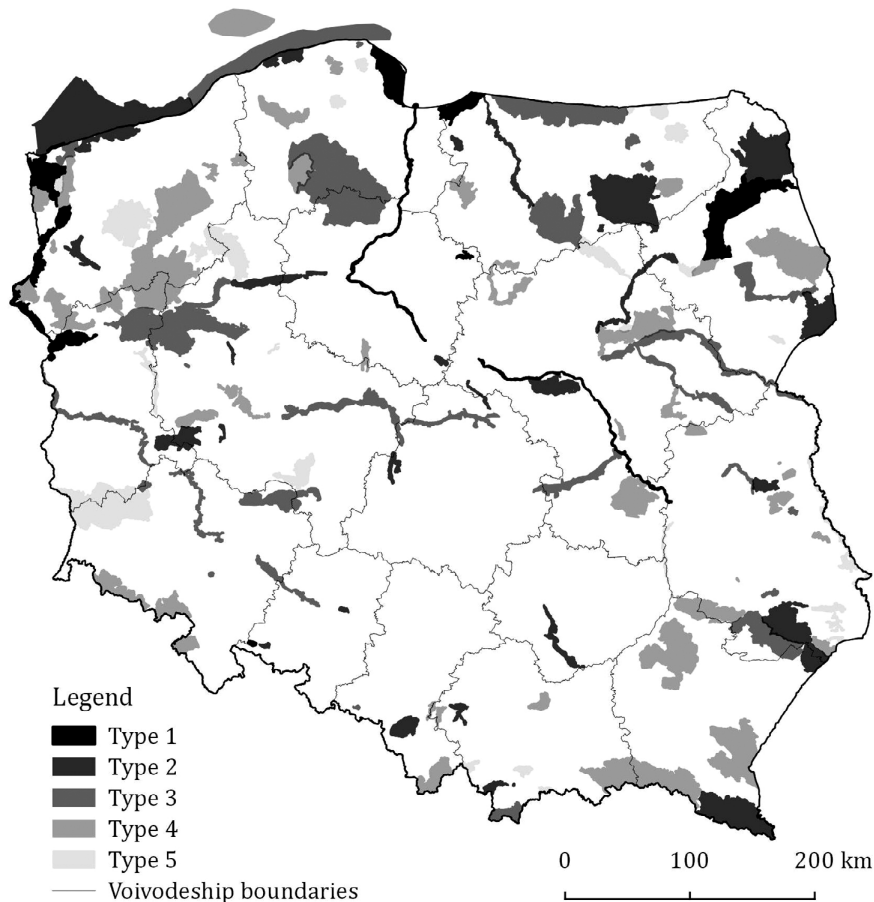 Legend
Type 1
Type 2
Type 3
Type 4
Type 5
Voivodeship boundaries
0 100 200 km